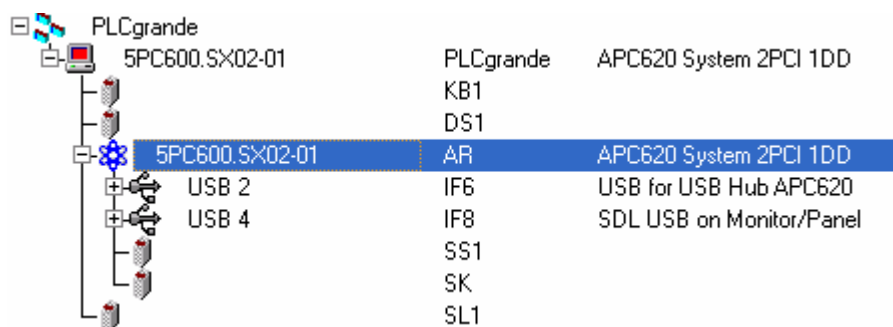 PLCgrande
5PC600.SX02-01 PLCgrande APC620 System 2PCI 1DD
KB1
DS1
5PC600.SX02-01 AR APC620 System 2PCI 1DD
USB 2 IF6 USB for USB Hub APC620
USB 4 IF8 SDL USB on Monitor/Panel
SS1
SK
SL1